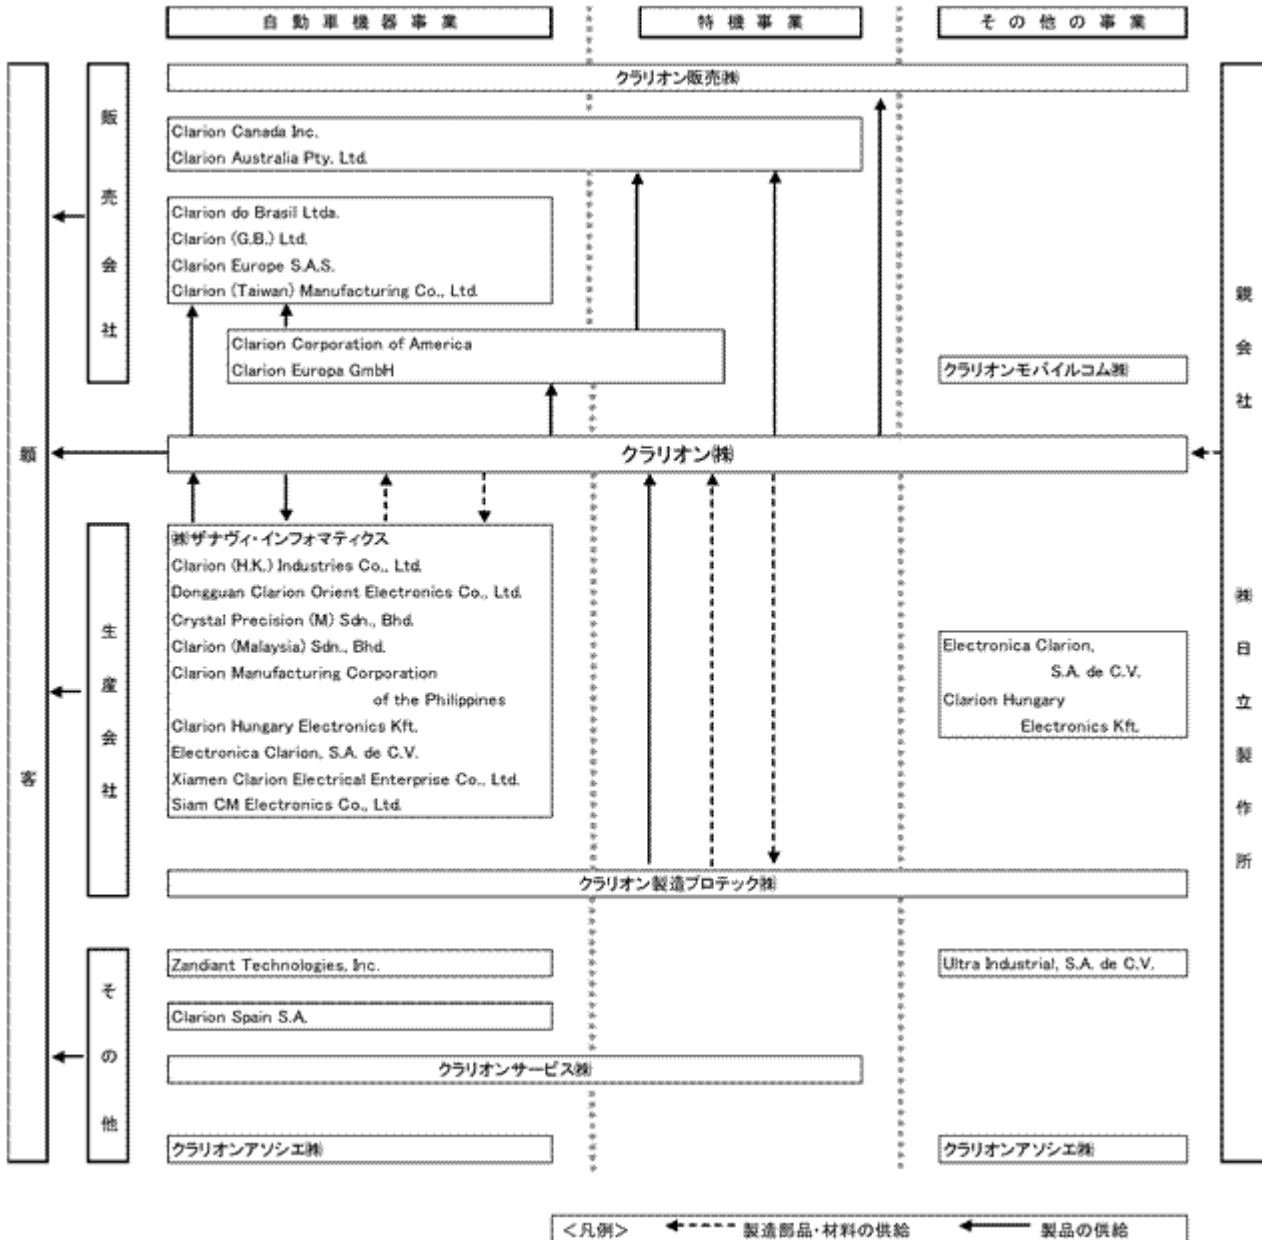 自動車機器事業
特機事業
その他の事業
顧客
販売会社
クラリオン販売㈱
Clarion Canada Inc.
Clarion Australia Pty. Ltd.
Clarion do Brasil Ltda.
Clarion (G.B.) Ltd.
Clarion Europe S.A.S.
Clarion (Taiwan) Manufacturing Co., Ltd.
Clarion Corporation of America
Clarion Europa GmbH
クラリオンモバイルコム㈱
クラリオン㈱
生産会社
㈱ザナヴィ・インフォマティクス
Clarion (H.K.) Industries Co., Ltd.
Dongguan Clarion Orient Electronics Co., Ltd.
Crystal Precision (M) Sdn., Bhd.
Clarion (Malaysia) Sdn., Bhd.
Clarion Manufacturing Corporation
of the Philippines
Clarion Hungary Electronics Kft.
Electronica Clarion, S.A. de C.V.
Xiamen Clarion Electrical Enterprise Co., Ltd.
Siam CM Electronics Co., Ltd.
Electronica Clarion,
S.A. de C.V.
Clarion Hungary
Electronics Kft.
クラリオン製造プロテック㈱
その他
Zandiant Technologies, Inc.
Ultra Industrial, S.A. de C.V.
Clarion Spain S.A.
クラリオンサービス㈱
クラリオンアソシエ㈱
クラリオンアソシエ㈱
親会社
㈱日立製作所
<凡例>
製造部品・材料の供給
製品の供給